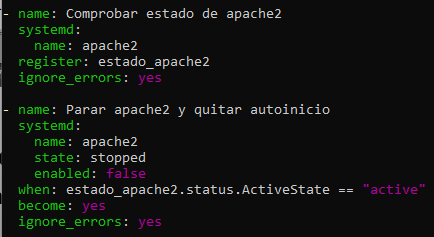 - name: Comprobar estado de apache2
  systemd:
    name: apache2
  register: estado_apache2
  ignore_errors: yes

- name: Parar apache2 y quitar autoinicio
  systemd:
    name: apache2
    state: stopped
    enabled: false
  when: estado_apache2.status.ActiveState == "active"
  become: yes
  ignore_errors: yes